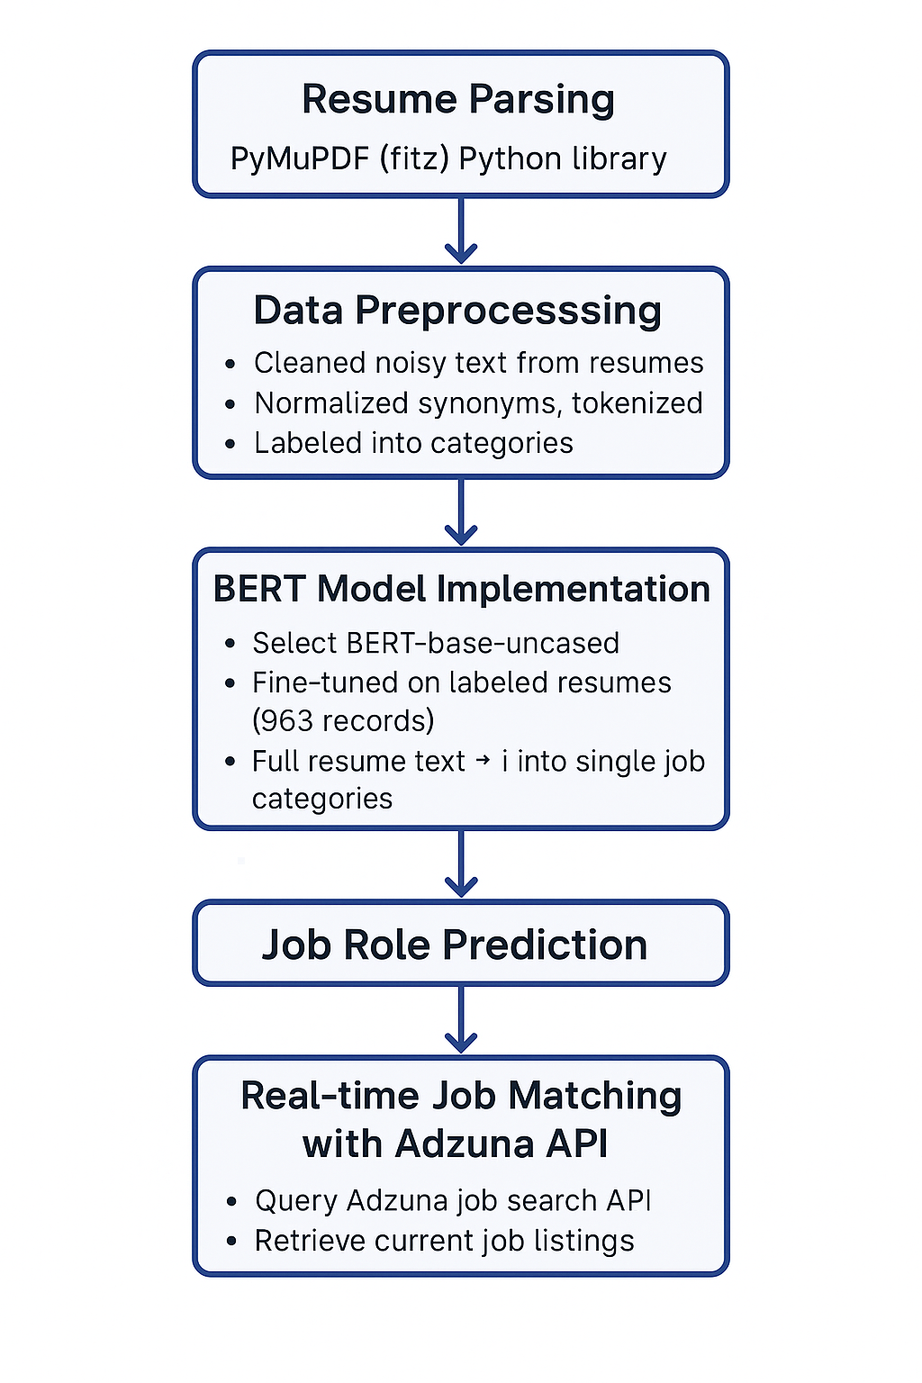 Resume Parsing
PyMuPDF (fitz) Python library
Data Preprocesssing
• Cleaned noisy text from resumes
• Normalized synonyms, tokenized
• Labeled into categories
BERT Model Implementation
• Select BERT-base-uncased
• Fine-tuned on labeled resumes
(963 records)
• Full resume text → i into single job
categories
Job Role Prediction
Real-time Job Matching
with Adzuna API
• Query Adzuna job search API
• Retrieve current job listings